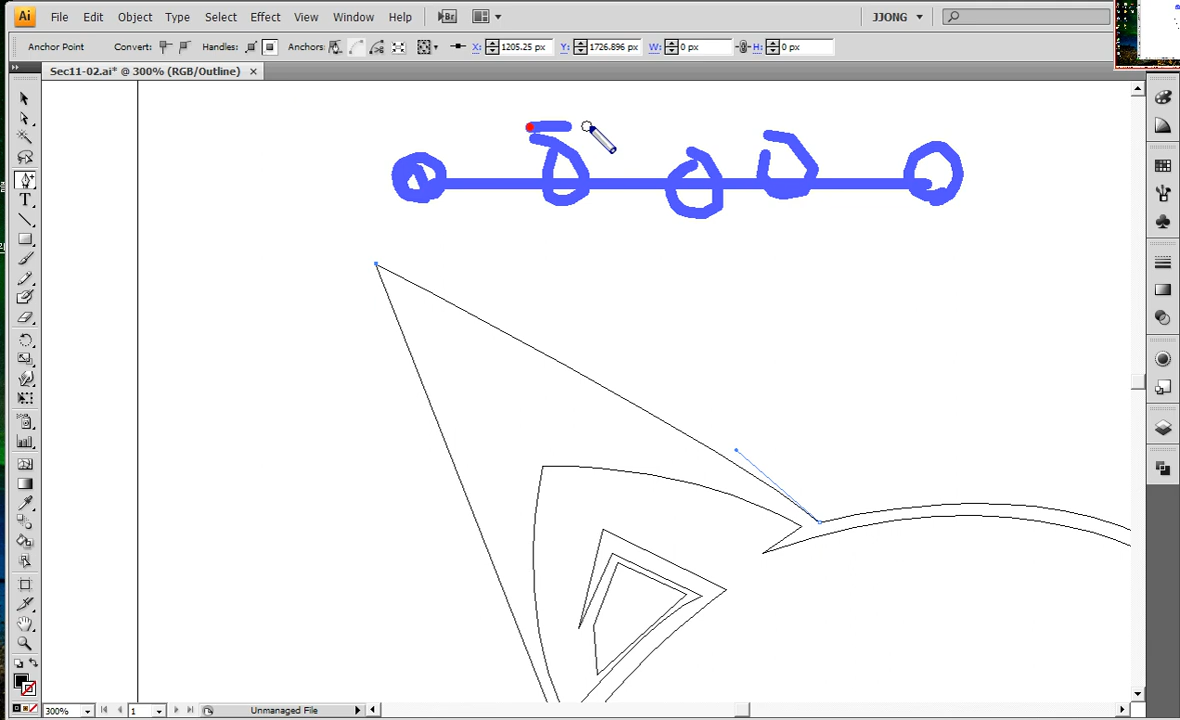 Ai File Edit Object Type Select Effect View Window Help Br JJONG
Anchor Point Convert: Handles: Anchors: X: 1205.25 px Y: 1726.896 px W: 0 px H: 0 px
Sec11-02.ai* @ 300% (RGB/Outline)
T
300% 1 Unmanaged File